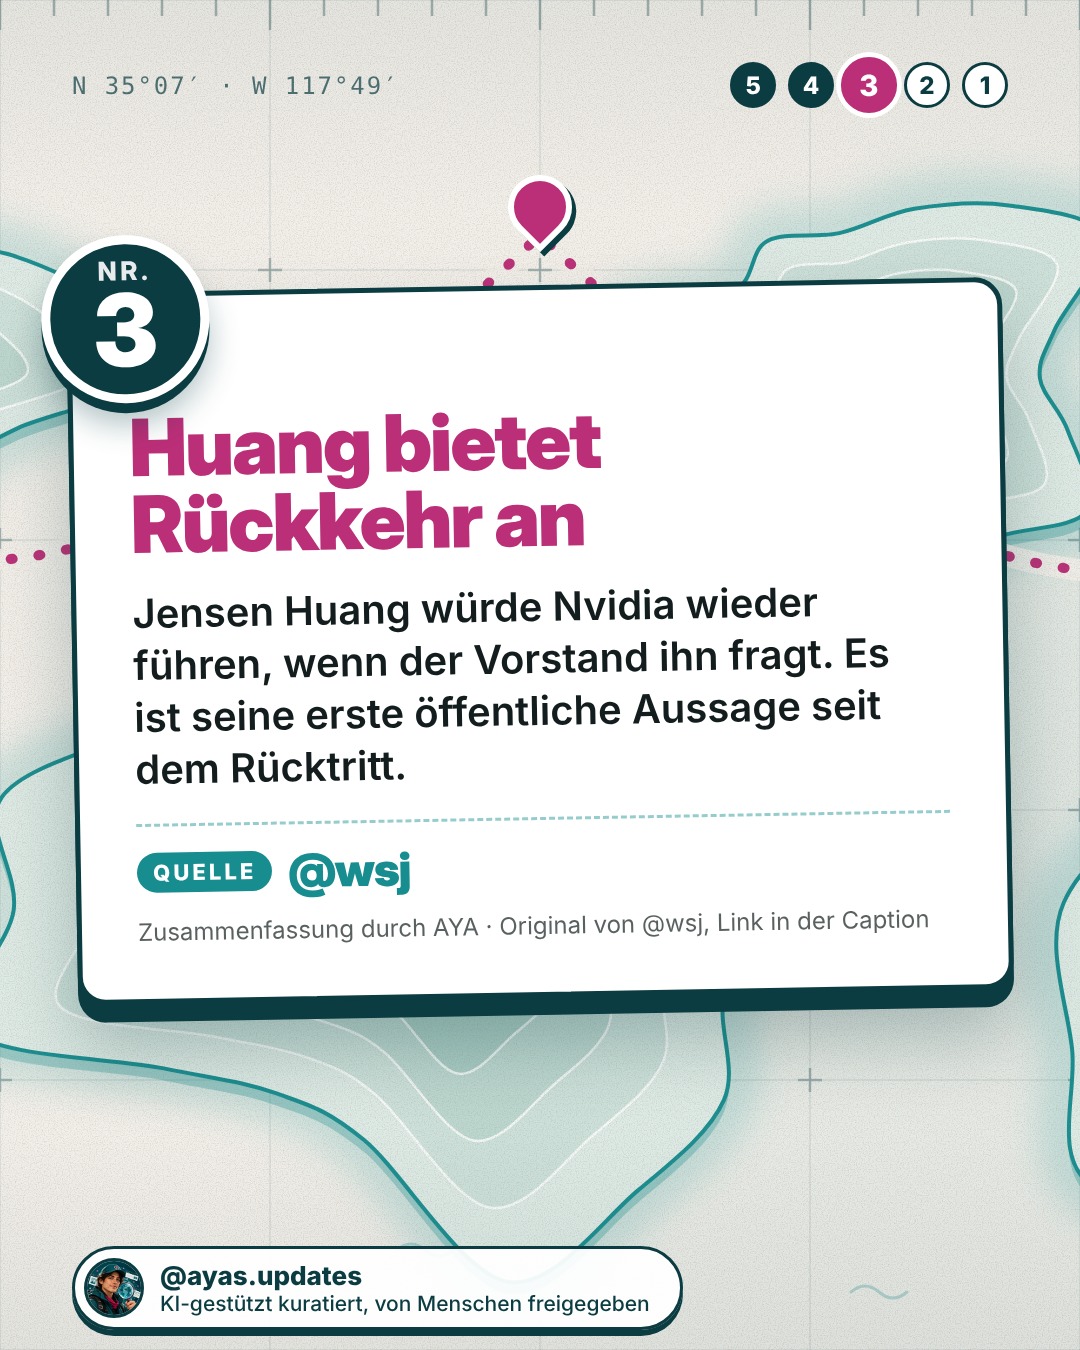 N 35°07′ · W 117°49′
5 4 3 2 1
NR.
3
Huang bietet
Rückkehr an
Jensen Huang würde Nvidia wieder
führen, wenn der Vorstand ihn fragt. Es
ist seine erste öffentliche Aussage seit
dem Rücktritt.
QUELLE @wsj
Zusammenfassung durch AYA · Original von @wsj, Link in der Caption
@ayas.updates
KI-gestützt kuratiert, von Menschen freigegeben